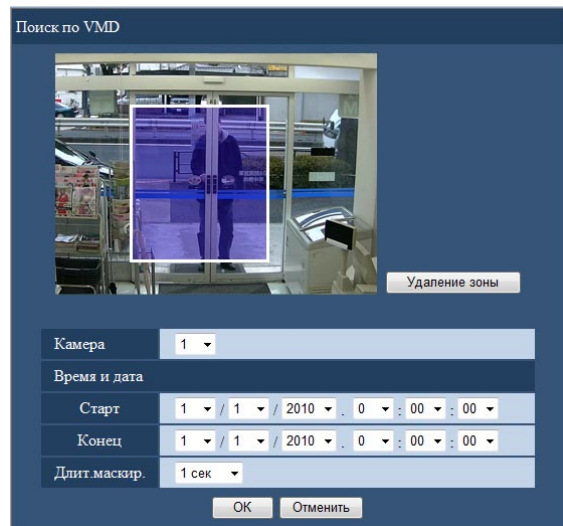 Поиск по VMD
Удаление зоны
Камера 1
Время и дата
Старт 1 / 1 / 2010 . 0 : 00 : 00
Конец 1 / 1 / 2010 . 0 : 00 : 00
Длит.маскир. 1 сек
OK Отменить